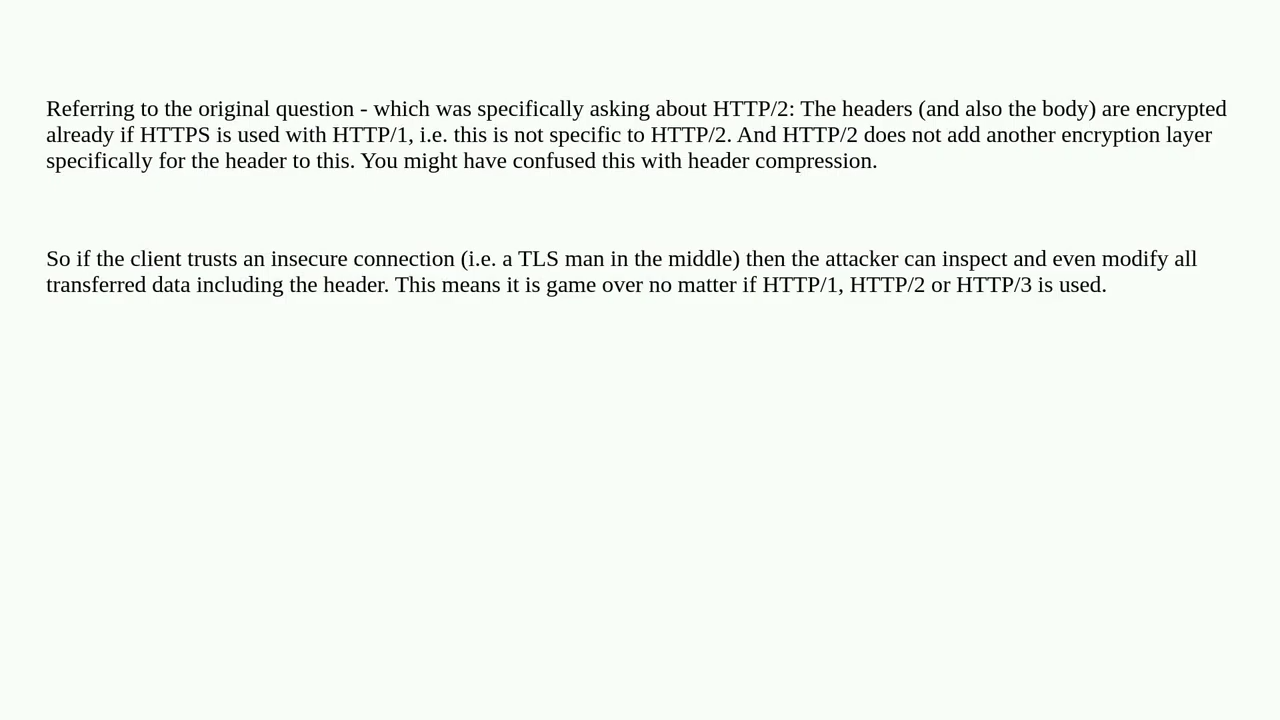 Referring to the original question - which was specifically asking about HTTP/2: The headers (and also the body) are encrypted
already if HTTPS is used with HTTP/1, i.e. this is not specific to HTTP/2. And HTTP/2 does not add another encryption layer
specifically for the header to this. You might have confused this with header compression.
So if the client trusts an insecure connection (i.e. a TLS man in the middle) then the attacker can inspect and even modify all
transferred data including the header. This means it is game over no matter if HTTP/1, HTTP/2 or HTTP/3 is used.